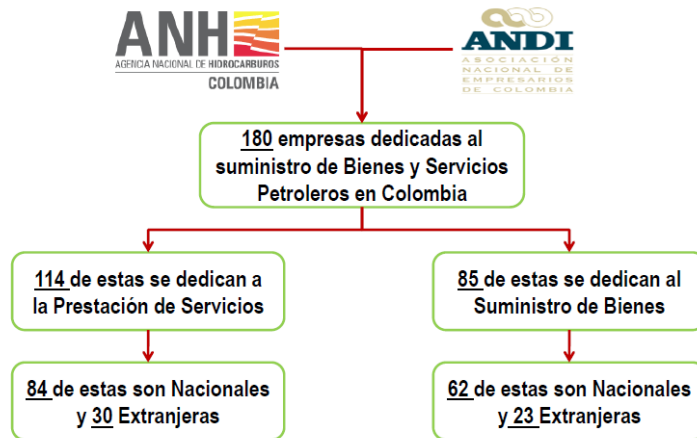 ANH
AGENCIA NACIONAL DE HIDROCARBUROS
COLOMBIA
ANDI
ASOCIACIÓN
NACIONAL DE
EMPRESARIOS
DE COLOMBIA
180 empresas dedicadas al
suministro de Bienes y Servicios
Petroleros en Colombia
114 de estas se dedican a
la Prestación de Servicios
85 de estas se dedican al
Suministro de Bienes
84 de estas son Nacionales
y 30 Extranjeras
62 de estas son Nacionales
y 23 Extranjeras